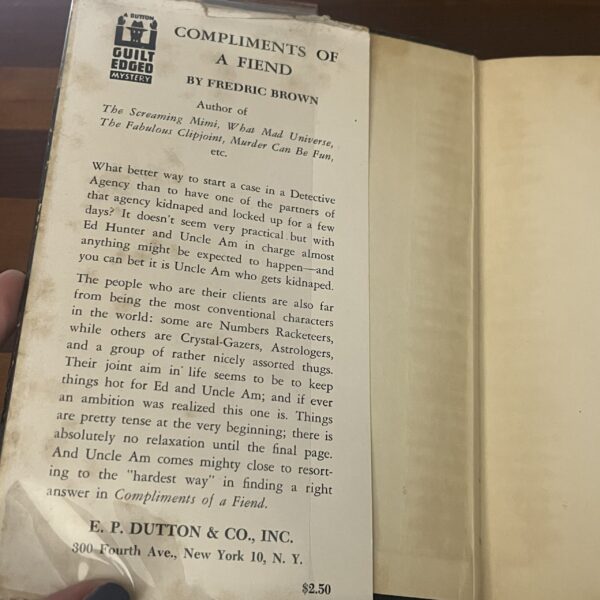 A DUTTON
GUILT
EDGED
MYSTERY
COMPLIMENTS OF
A FIEND
BY FREDRIC BROWN
Author of
The Screaming Mimi, What Mad Universe,
The Fabulous Clipjoint, Murder Can Be Fun,
etc.
What better way to start a case in a Detective
Agency than to have one of the partners of
that agency kidnaped and locked up for a few
days? It doesn't seem very practical but with
Ed Hunter and Uncle Am in charge almost
anything might be expected to happen—and
you can bet it is Uncle Am who gets kidnaped.
The people who are their clients are also far
from being the most conventional characters
in the world: some are Numbers Racketeers,
while others are Crystal-Gazers, Astrologers,
and a group of rather nicely assorted thugs.
Their joint aim in life seems to be to keep
things hot for Ed and Uncle Am; and if ever
an ambition was realized this one is. Things
are pretty tense at the very beginning; there is
absolutely no relaxation until the final page.
And Uncle Am comes mighty close to resort-
ing to the "hardest way" in finding a right
answer in Compliments of a Fiend.
E. P. DUTTON & CO., INC.
300 Fourth Ave., New York 10, N. Y.
$2.50